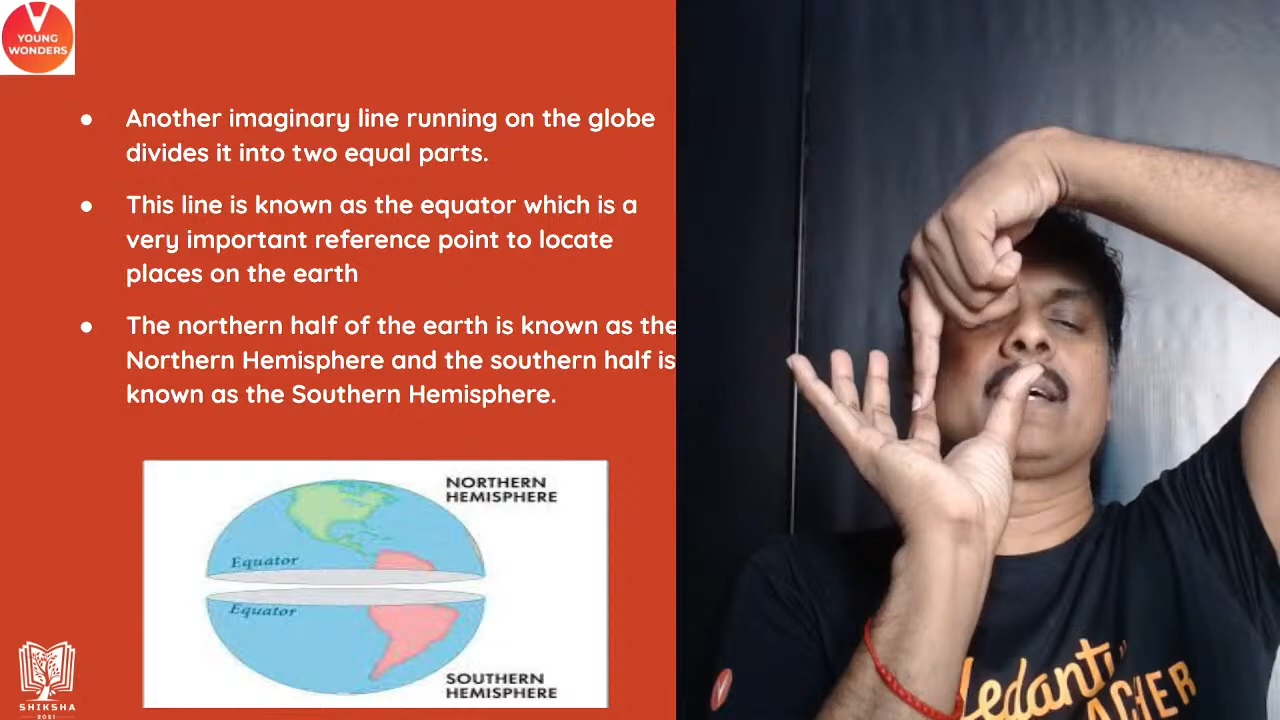 YOUNG
WONDERS
Another imaginary line running on the globe
divides it into two equal parts.
This line is known as the equator which is a
very important reference point to locate
places on the earth
The northern half of the earth is known as the
Northern Hemisphere and the southern half is
known as the Southern Hemisphere.
NORTHERN
HEMISPHERE
Equator
Equator
SOUTHERN
HEMISPHERE
SHIKSHA
2021